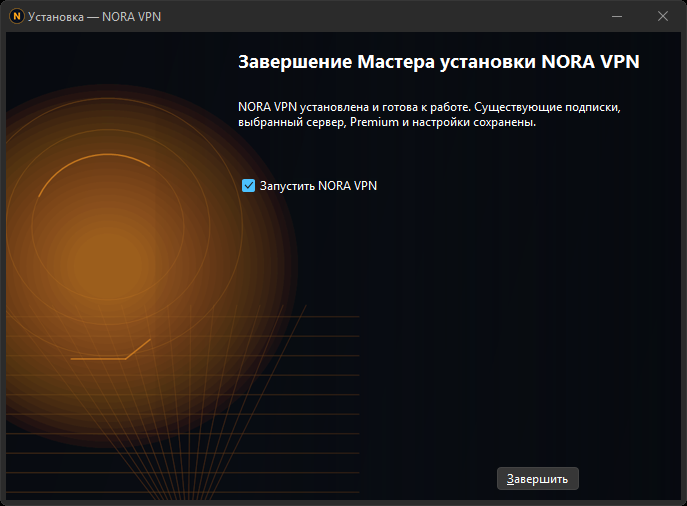 N Установка — NORA VPN
Завершение Мастера установки NORA VPN
NORA VPN установлена и готова к работе. Существующие подписки,
выбранный сервер, Premium и настройки сохранены.
Запустить NORA VPN
Завершить